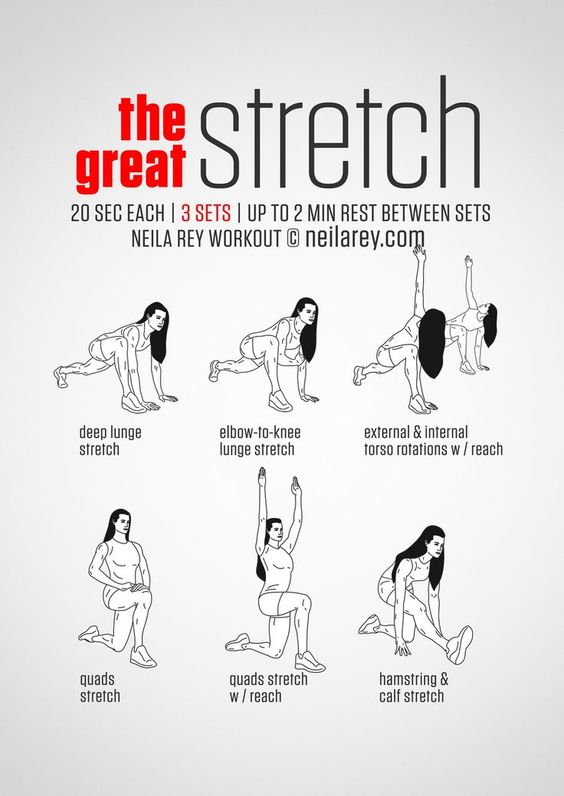 the great stretch
20 SEC EACH | 3 SETS | UP TO 2 MIN REST BETWEEN SETS
NEILA REY WORKOUT © neilarey.com
deep lunge
stretch
elbow-to-knee
lunge stretch
external & internal
torso rotations w / reach
quads
stretch
quads stretch
w / reach
hamstring &
calf stretch